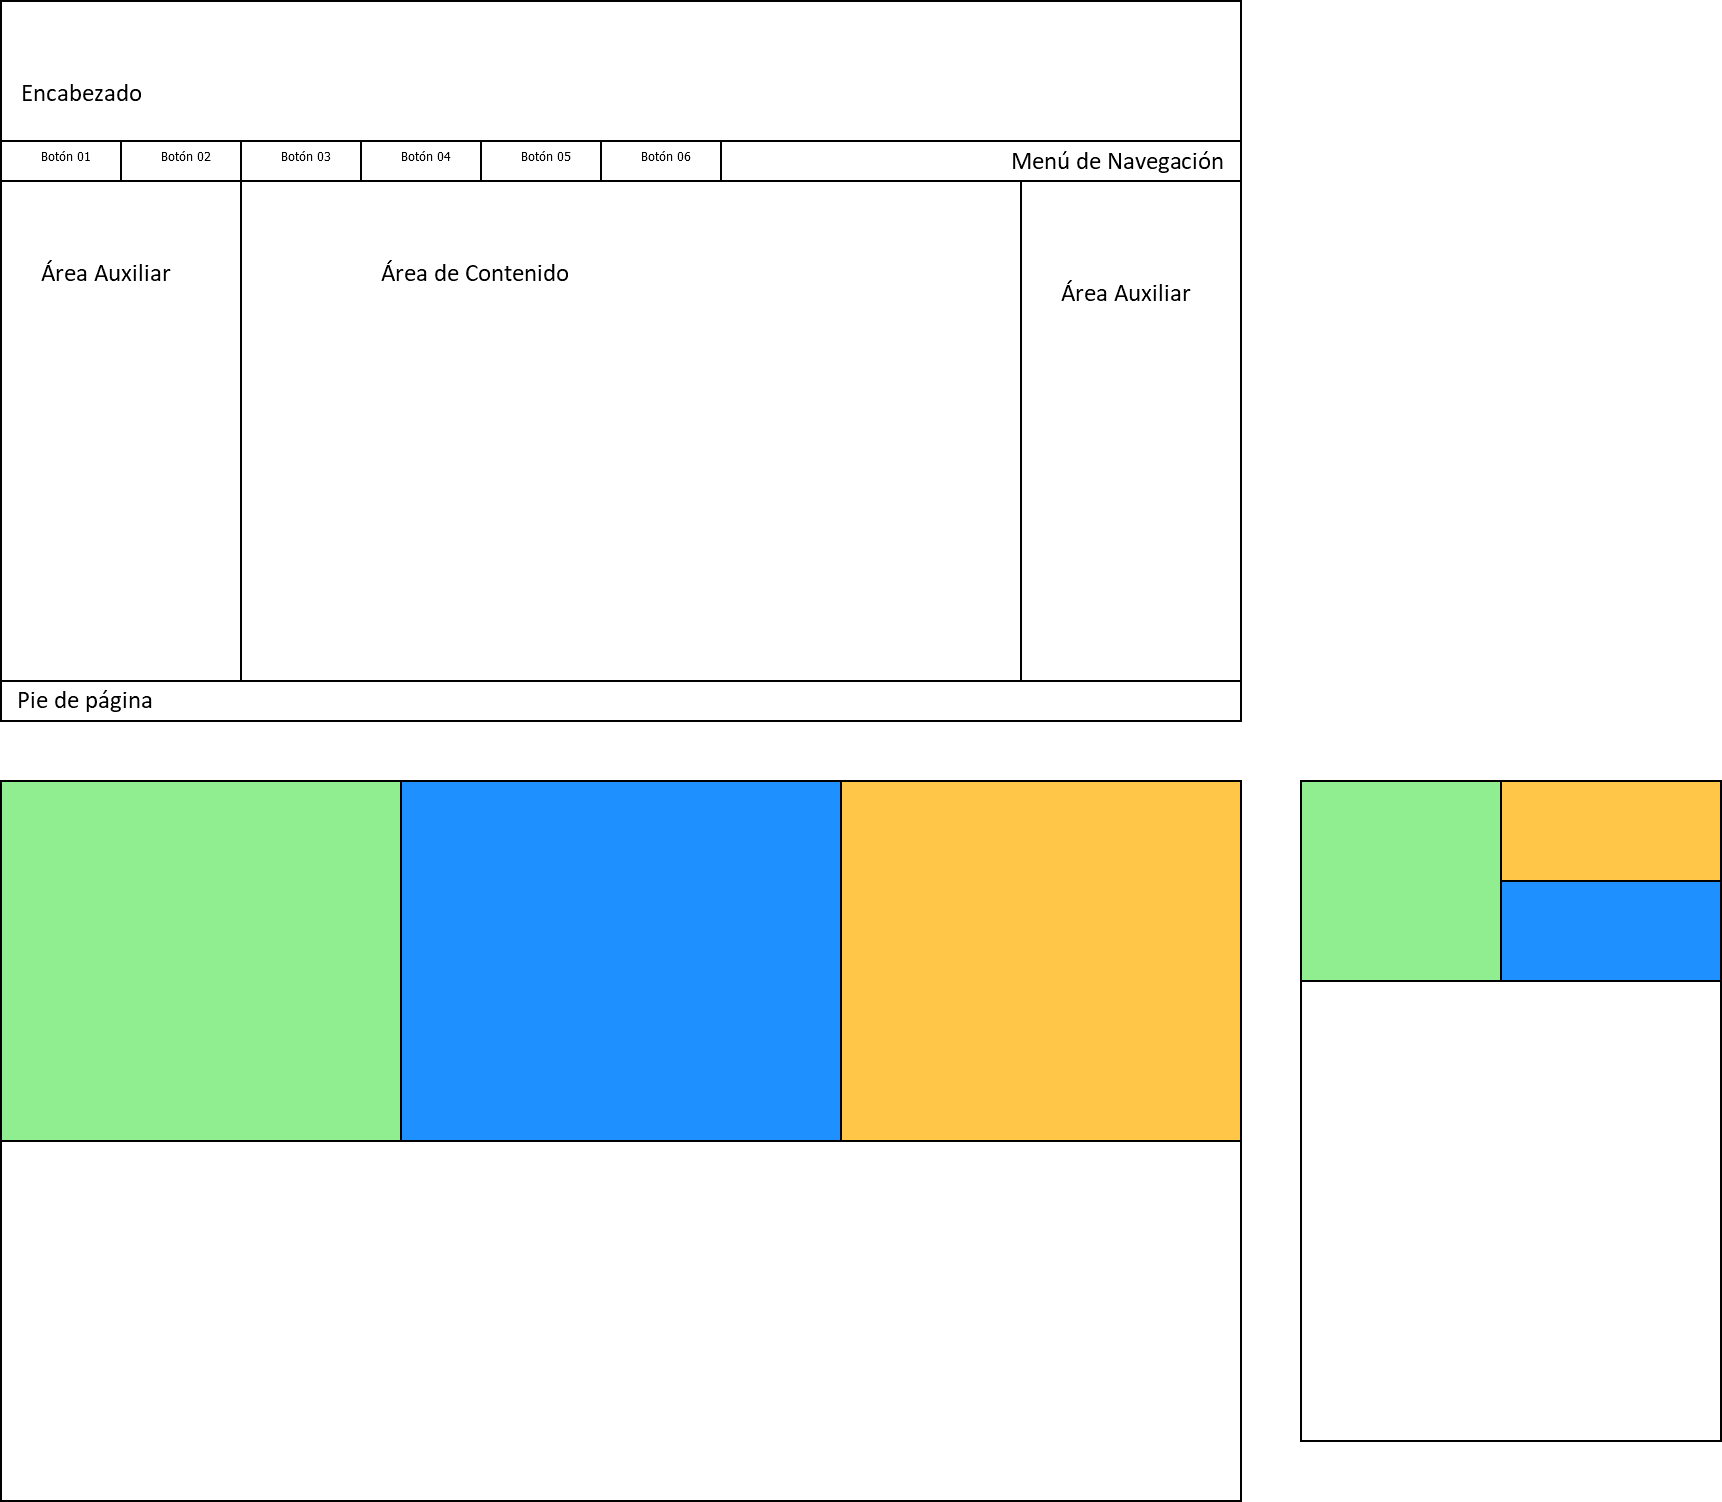 Encabezado
Botón 01
Botón 02
Botón 03
Botón 04
Botón 05
Botón 06
Menú de Navegación
Área Auxiliar
Área de Contenido
Área Auxiliar
Pie de página